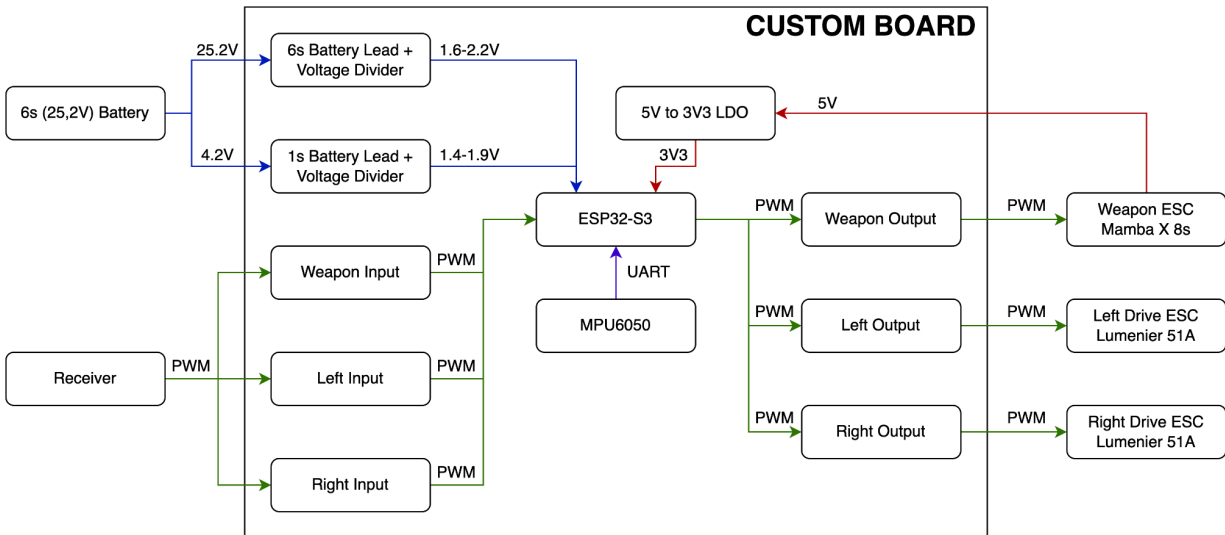 CUSTOM BOARD
25.2V
6s Battery Lead +
Voltage Divider
1.6-2.2V
6s (25,2V) Battery
5V to 3V3 LDO
5V
4.2V
1s Battery Lead +
Voltage Divider
1.4-1.9V
3V3
ESP32-S3
PWM
Weapon Output
PWM
Weapon ESC
Mamba X 8s
Weapon Input
PWM
UART
MPU6050
PWM
Left Output
PWM
Left Drive ESC
Lumenier 51A
Receiver
PWM
Left Input
PWM
PWM
Right Output
PWM
Right Drive ESC
Lumenier 51A
Right Input
PWM